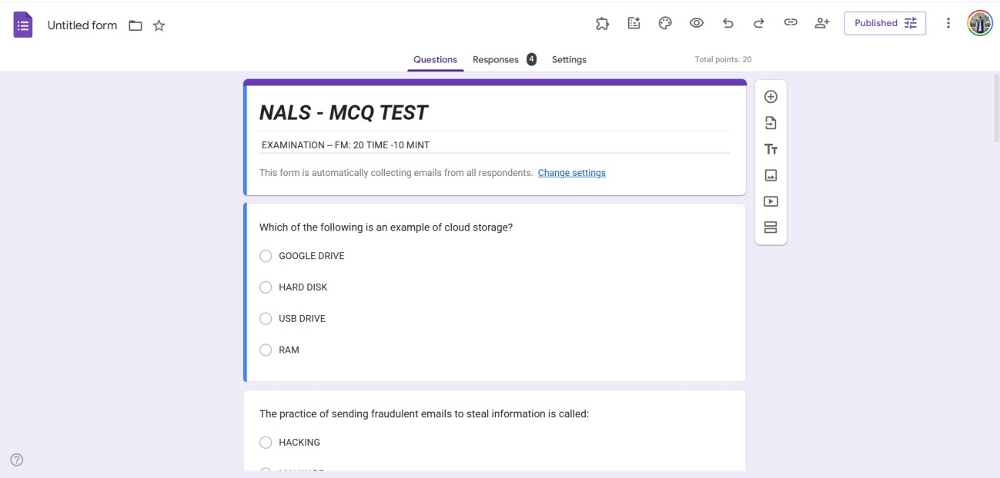 Untitled form
Published
Questions
Responses 4
Settings
Total points: 20
NALS - MCQ TEST
EXAMINATION -- FM: 20 TIME -10 MINT
This form is automatically collecting emails from all respondents. Change settings
Which of the following is an example of cloud storage?
GOOGLE DRIVE
HARD DISK
USB DRIVE
RAM
The practice of sending fraudulent emails to steal information is called:
HACKING